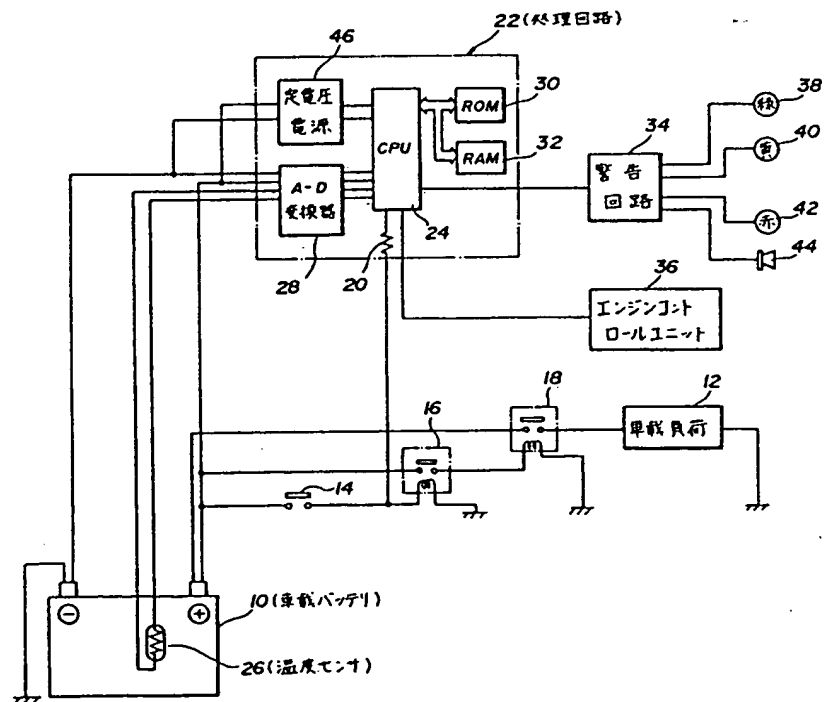 22(処理回路)
46
定電圧
電源
CPU
ROM
30
RAM
32
A-D
変換器
28
20
24
34
警告
回路
38
緑
40
黄
42
赤
44
36
エンジンコント
ロールユニット
18
12
車載負荷
16
14
10(車載バッテリ)
26(温度センサ)